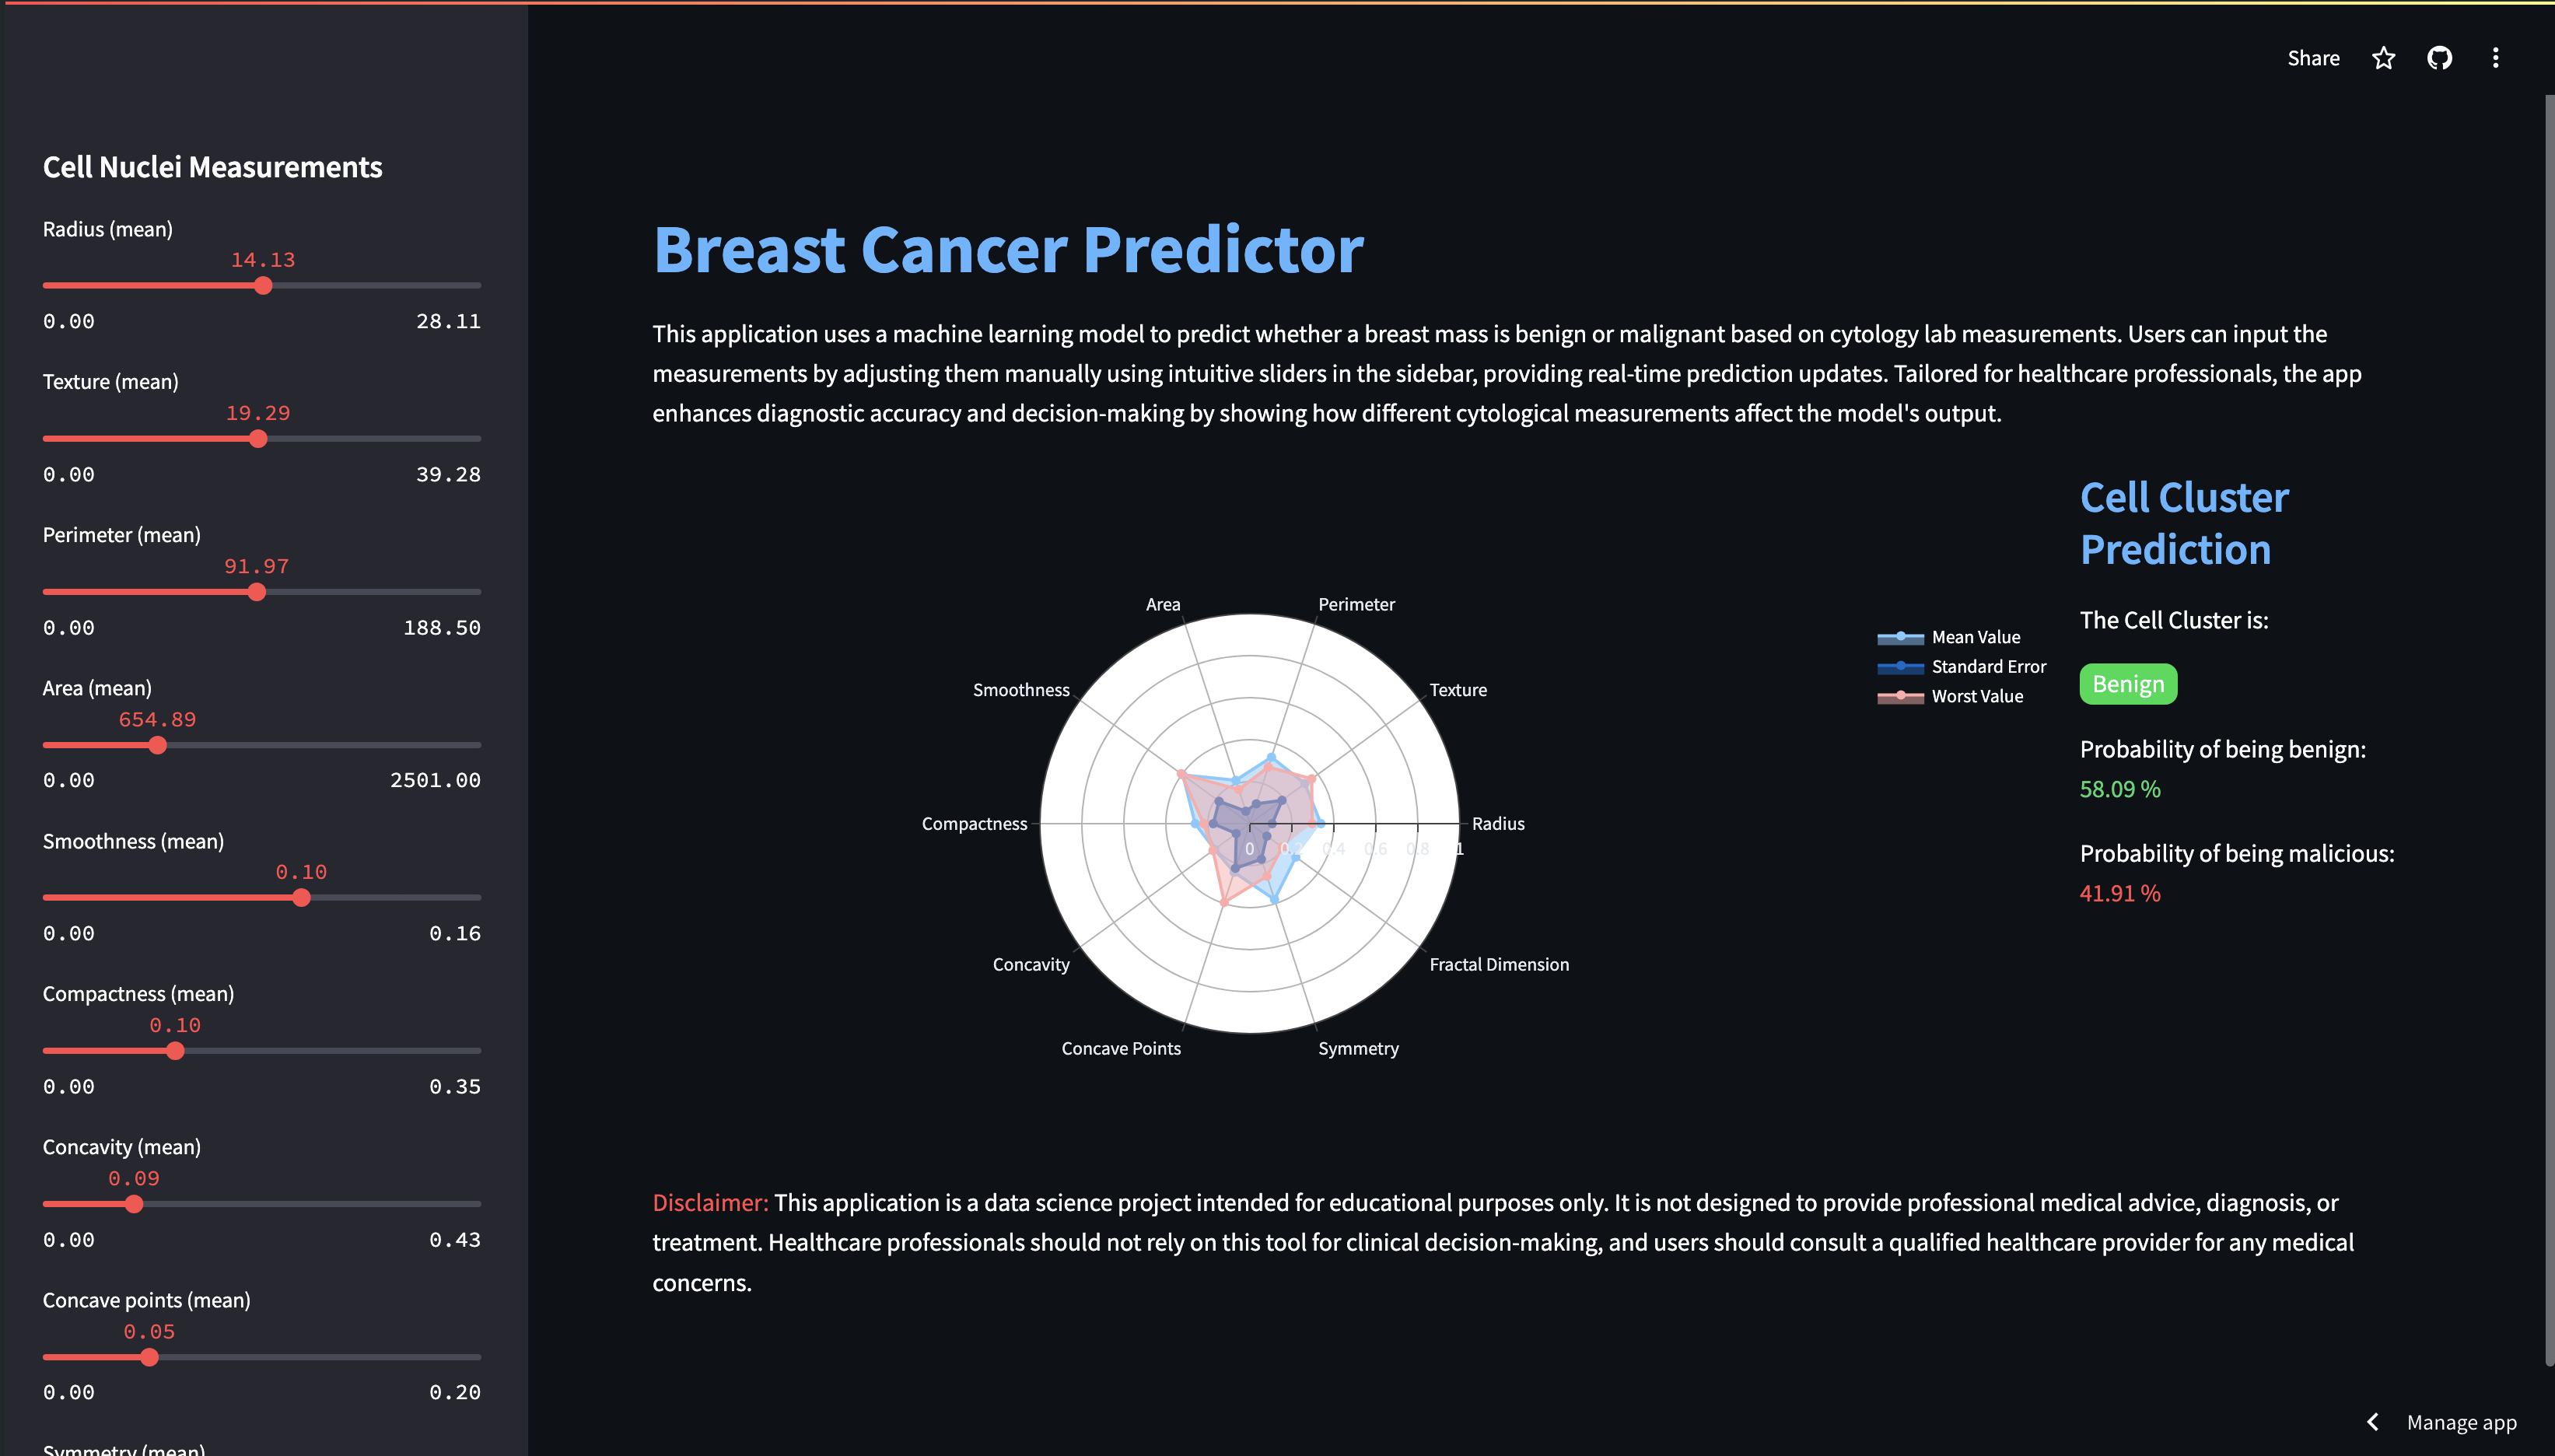 Share
Cell Nuclei Measurements
Radius (mean)
14.13
0.00 28.11
Texture (mean)
19.29
0.00 39.28
Perimeter (mean)
91.97
0.00 188.50
Area (mean)
654.89
0.00 2501.00
Smoothness (mean)
0.10
0.00 0.16
Compactness (mean)
0.10
0.00 0.35
Concavity (mean)
0.09
0.00 0.43
Concave points (mean)
0.05
0.00 0.20
Symmetry (mean)
Breast Cancer Predictor
This application uses a machine learning model to predict whether a breast mass is benign or malignant based on cytology lab measurements. Users can input the
measurements by adjusting them manually using intuitive sliders in the sidebar, providing real-time prediction updates. Tailored for healthcare professionals, the app
enhances diagnostic accuracy and decision-making by showing how different cytological measurements affect the model's output.
Area Perimeter
Smoothness Texture
Compactness Radius
0 0.2 0.4 0.6 0.8 1
Concavity Fractal Dimension
Concave Points Symmetry
Mean Value
Standard Error
Worst Value
Cell Cluster
Prediction
The Cell Cluster is:
Benign
Probability of being benign:
58.09 %
Probability of being malicious:
41.91 %
Disclaimer: This application is a data science project intended for educational purposes only. It is not designed to provide professional medical advice, diagnosis, or
treatment. Healthcare professionals should not rely on this tool for clinical decision-making, and users should consult a qualified healthcare provider for any medical
concerns.
Manage app